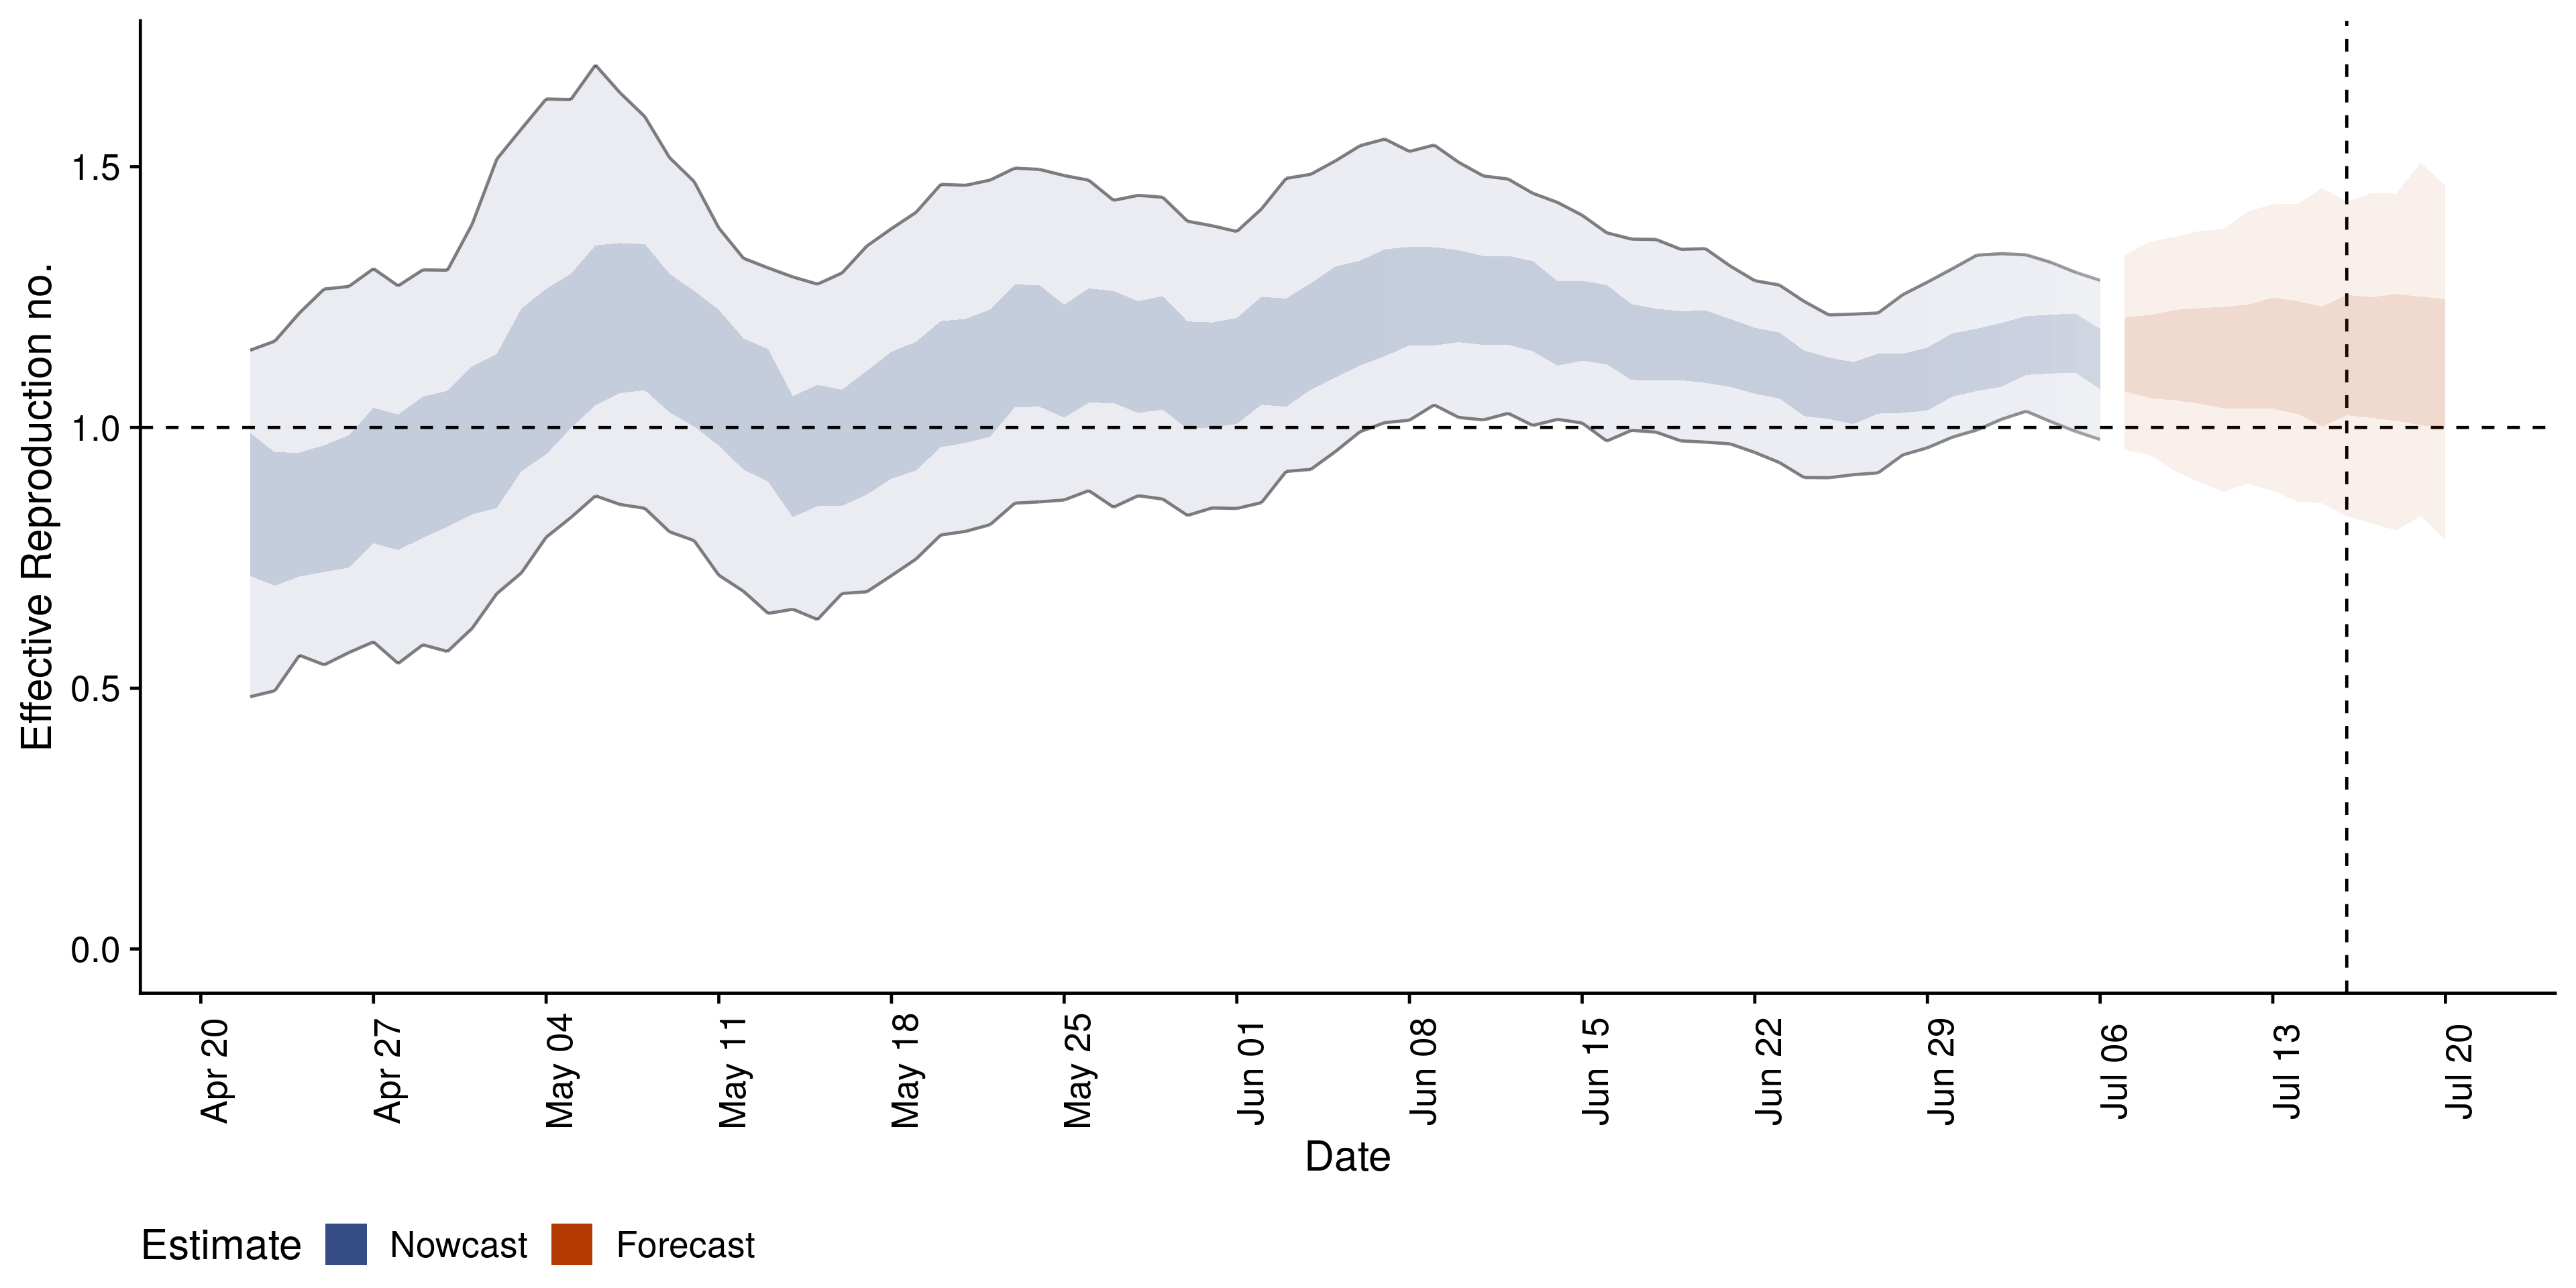 Effective Reproduction no.
1.5
1.0
0.5
0.0
Apr 20
Apr 27
May 04
May 11
May 18
May 25
Jun 01
Jun 08
Jun 15
Jun 22
Jun 29
Jul 06
Jul 13
Jul 20
Date
Estimate Nowcast Forecast